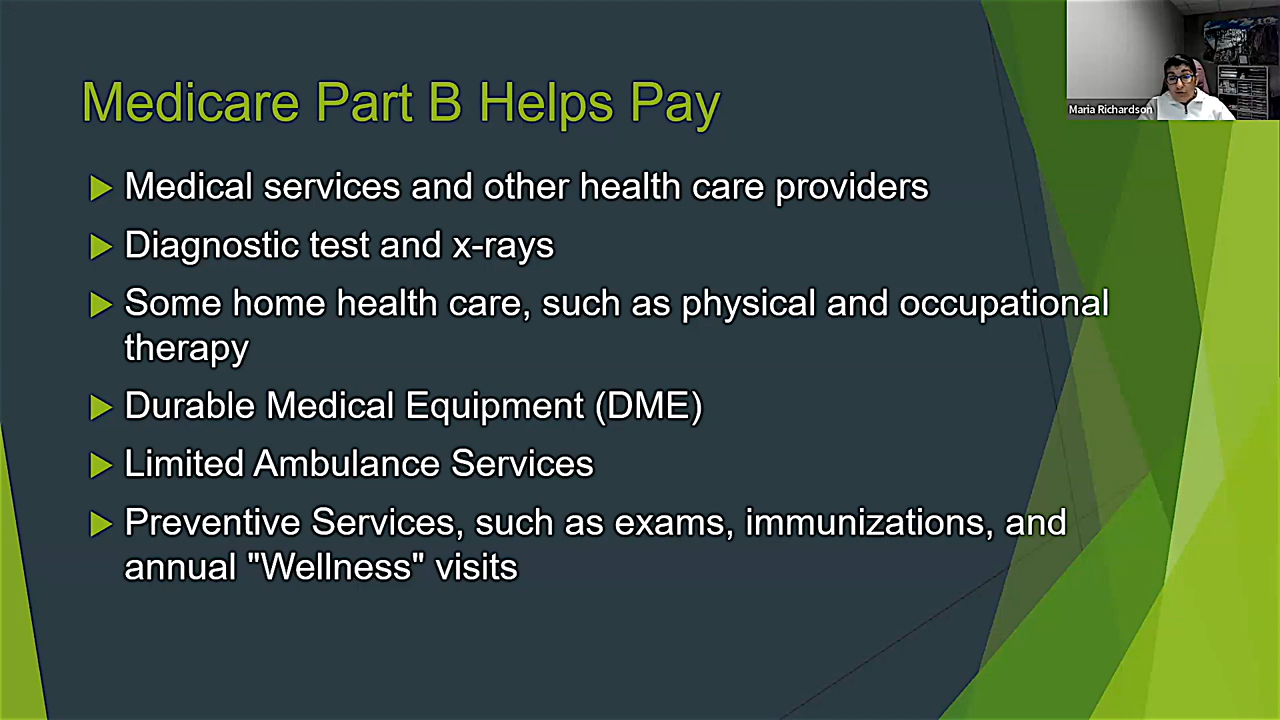 Medicare Part B Helps Pay
Maria Richardson
Medical services and other health care providers
Diagnostic test and x-rays
Some home health care, such as physical and occupational
therapy
Durable Medical Equipment (DME)
Limited Ambulance Services
Preventive Services, such as exams, immunizations, and
annual "Wellness" visits